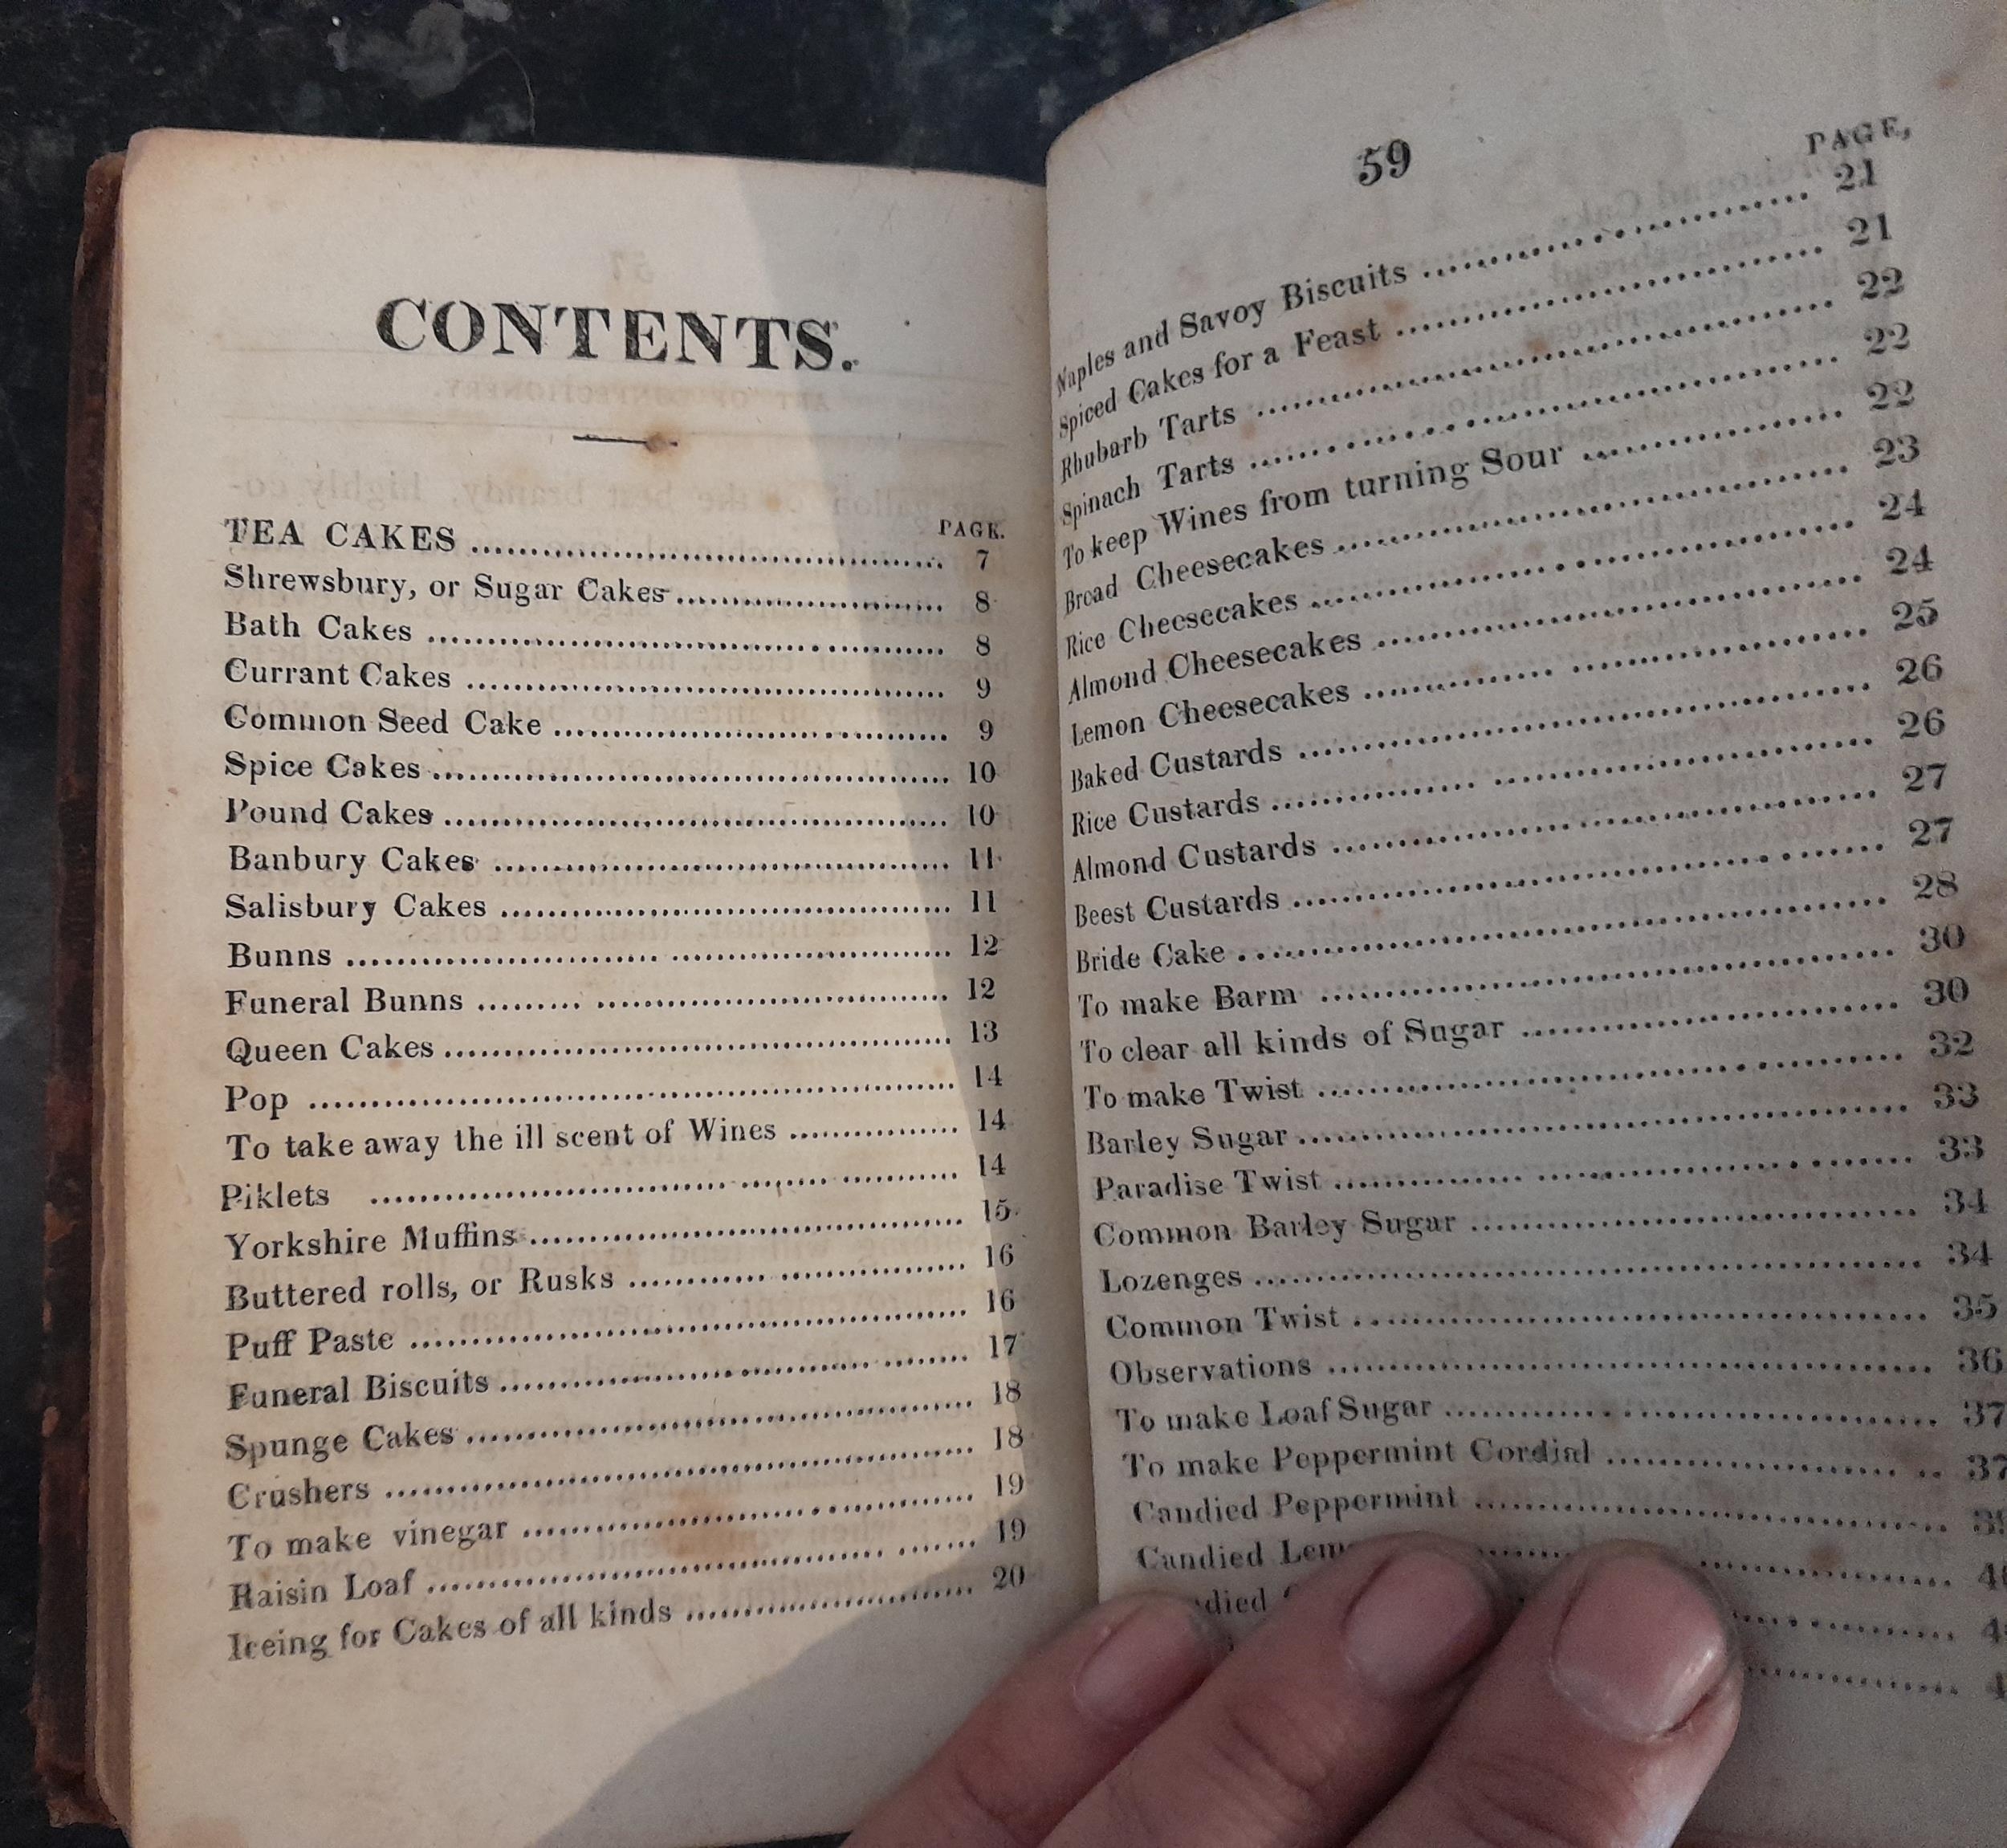 CONTENTS.
PAGE.
TEA CAKES 7
Shrewsbury, or Sugar Cakes 8
Bath Cakes 8
Currant Cakes 9
Common Seed Cake 9
Spice Cakes 10
Pound Cakes 10
Banbury Cakes 11
Salisbury Cakes 11
Bunns 12
Funeral Bunns 12
Queen Cakes 13
Pop 14
To take away the ill scent of Wines 14
Piklets 14
Yorkshire Muffins 15
Buttered rolls, or Rusks 16
Puff Paste 16
Funeral Biscuits 17
Spunge Cakes 18
Crushers 18
To make vinegar 19
Raisin Loaf 19
Iceing for Cakes of all kinds 20
59
PAGE,
Naples and Savoy Biscuits 21
Spiced Cakes for a Feast 21
Rhubarb Tarts 22
Spinach Tarts 22
To keep Wines from turning Sour 22
Bread Cheesecakes 23
Rice Cheesecakes 24
Almond Cheesecakes 24
Lemon Cheesecakes 25
Baked Custards 26
Rice Custards 26
Almond Custards 27
Beest Custards 27
Bride Cake 28
To make Barm 30
To clear all kinds of Sugar 30
To make Twist 32
Barley Sugar 33
Paradise Twist 33
Common Barley Sugar 34
Lozenges 34
Common Twist 35
Observations 36
To make Loaf Sugar 37
To make Peppermint Cordial 37
Candied Peppermint
Candied